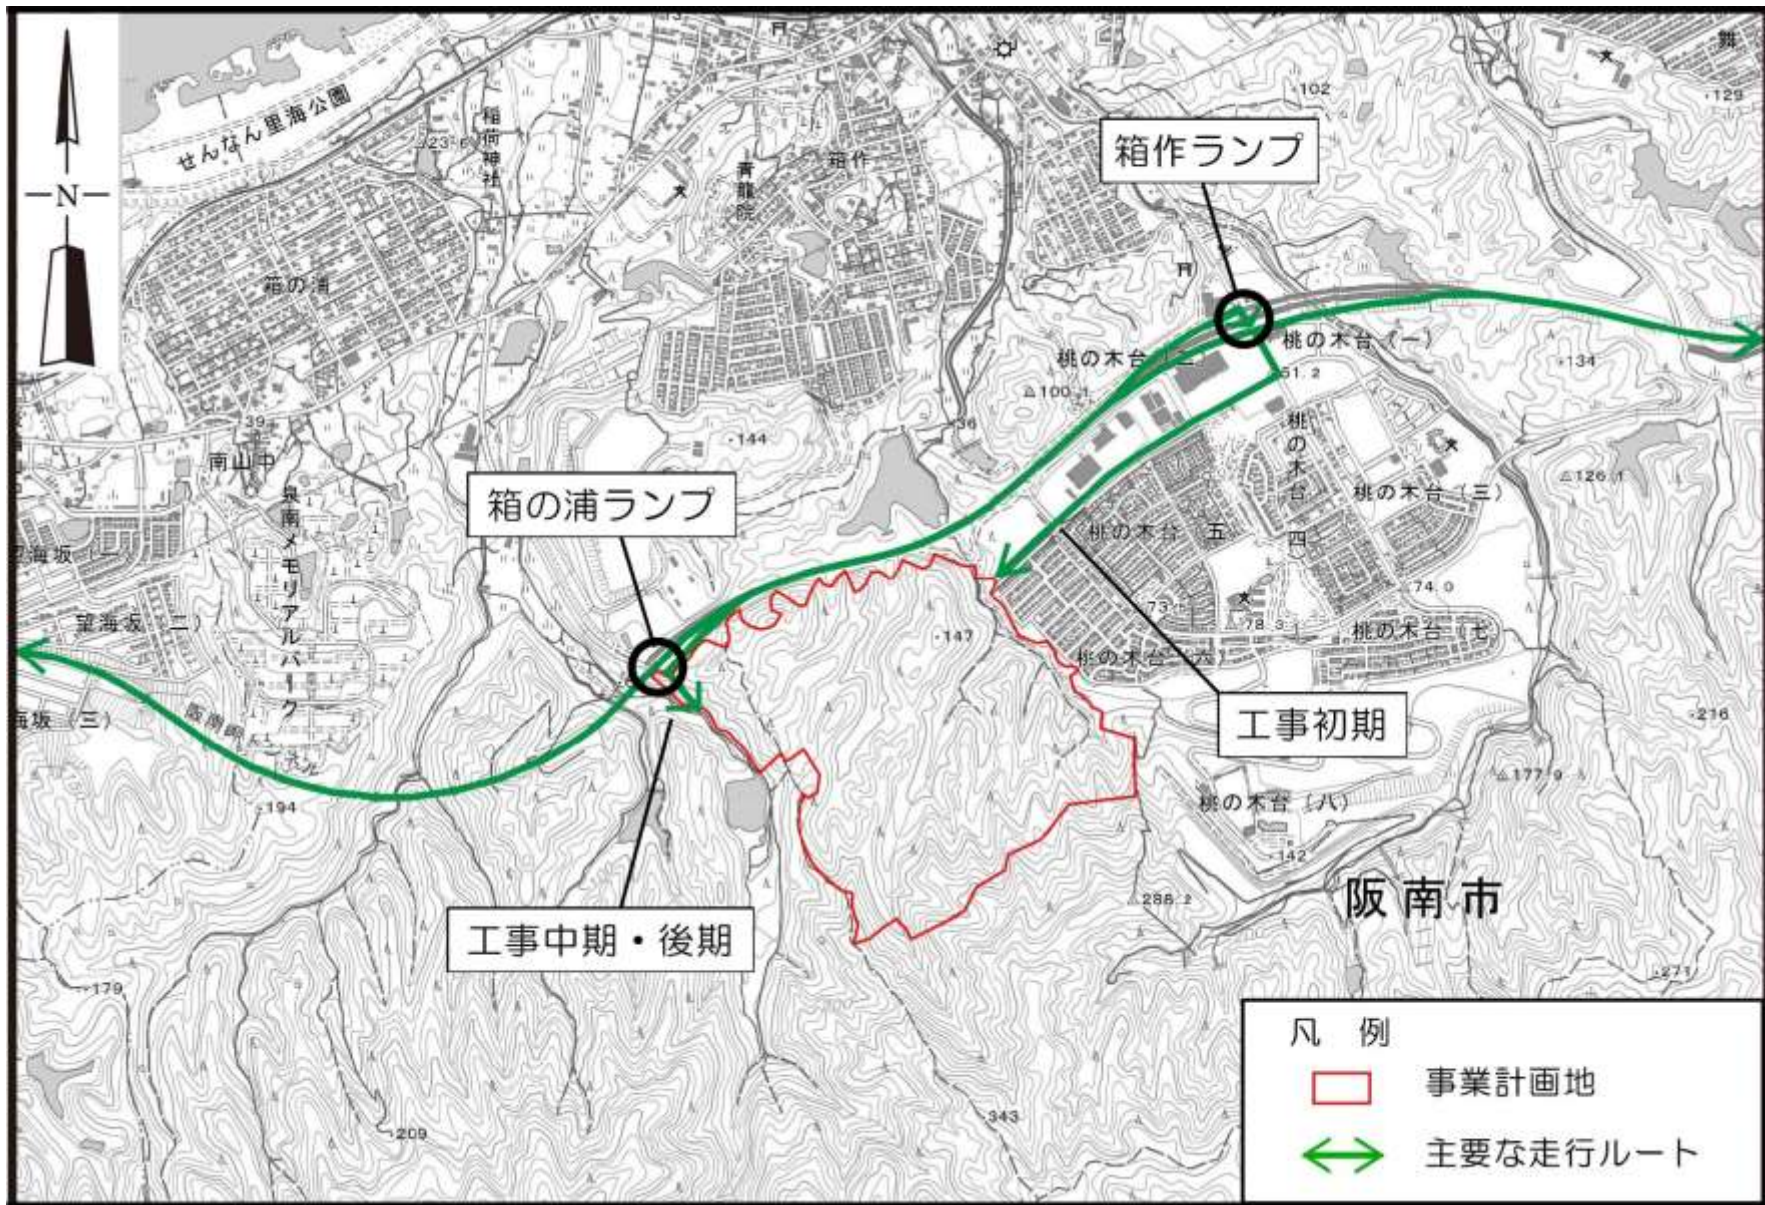 N
せんなん里海公園
稲荷神社
青龍院
箱作
舞
102
129
23.6
箱作ランプ
箱の浦
桃の木台(二)
桃の木台(一)
100.1
51.2
134
39
南山中
144
36
桃の木台(四)
桃の木台(三)
126.1
箱の浦ランプ
泉南メモリアルパーク
桃の木台 五
望海坂(二)
147
73
74.0
78.3
桃の木台(七)
桃の木台(六)
海坂(三)
工事初期
216
194
177.9
桃の木台(八)
142
288.2
阪南市
工事中期・後期
179
271
343
209
凡 例
事業計画地
主要な走行ルート